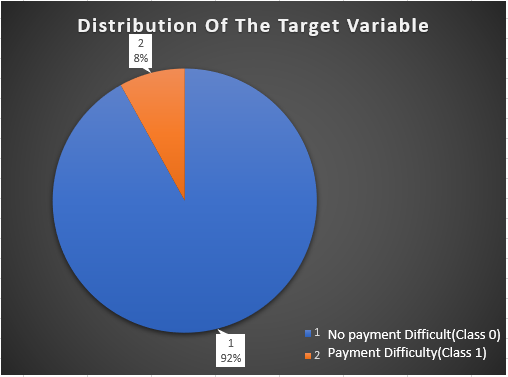 Distribution Of The Target Variable
2
8%
1
92%
1 No payment Difficult(Class 0)
2 Payment Difficulty(Class 1)